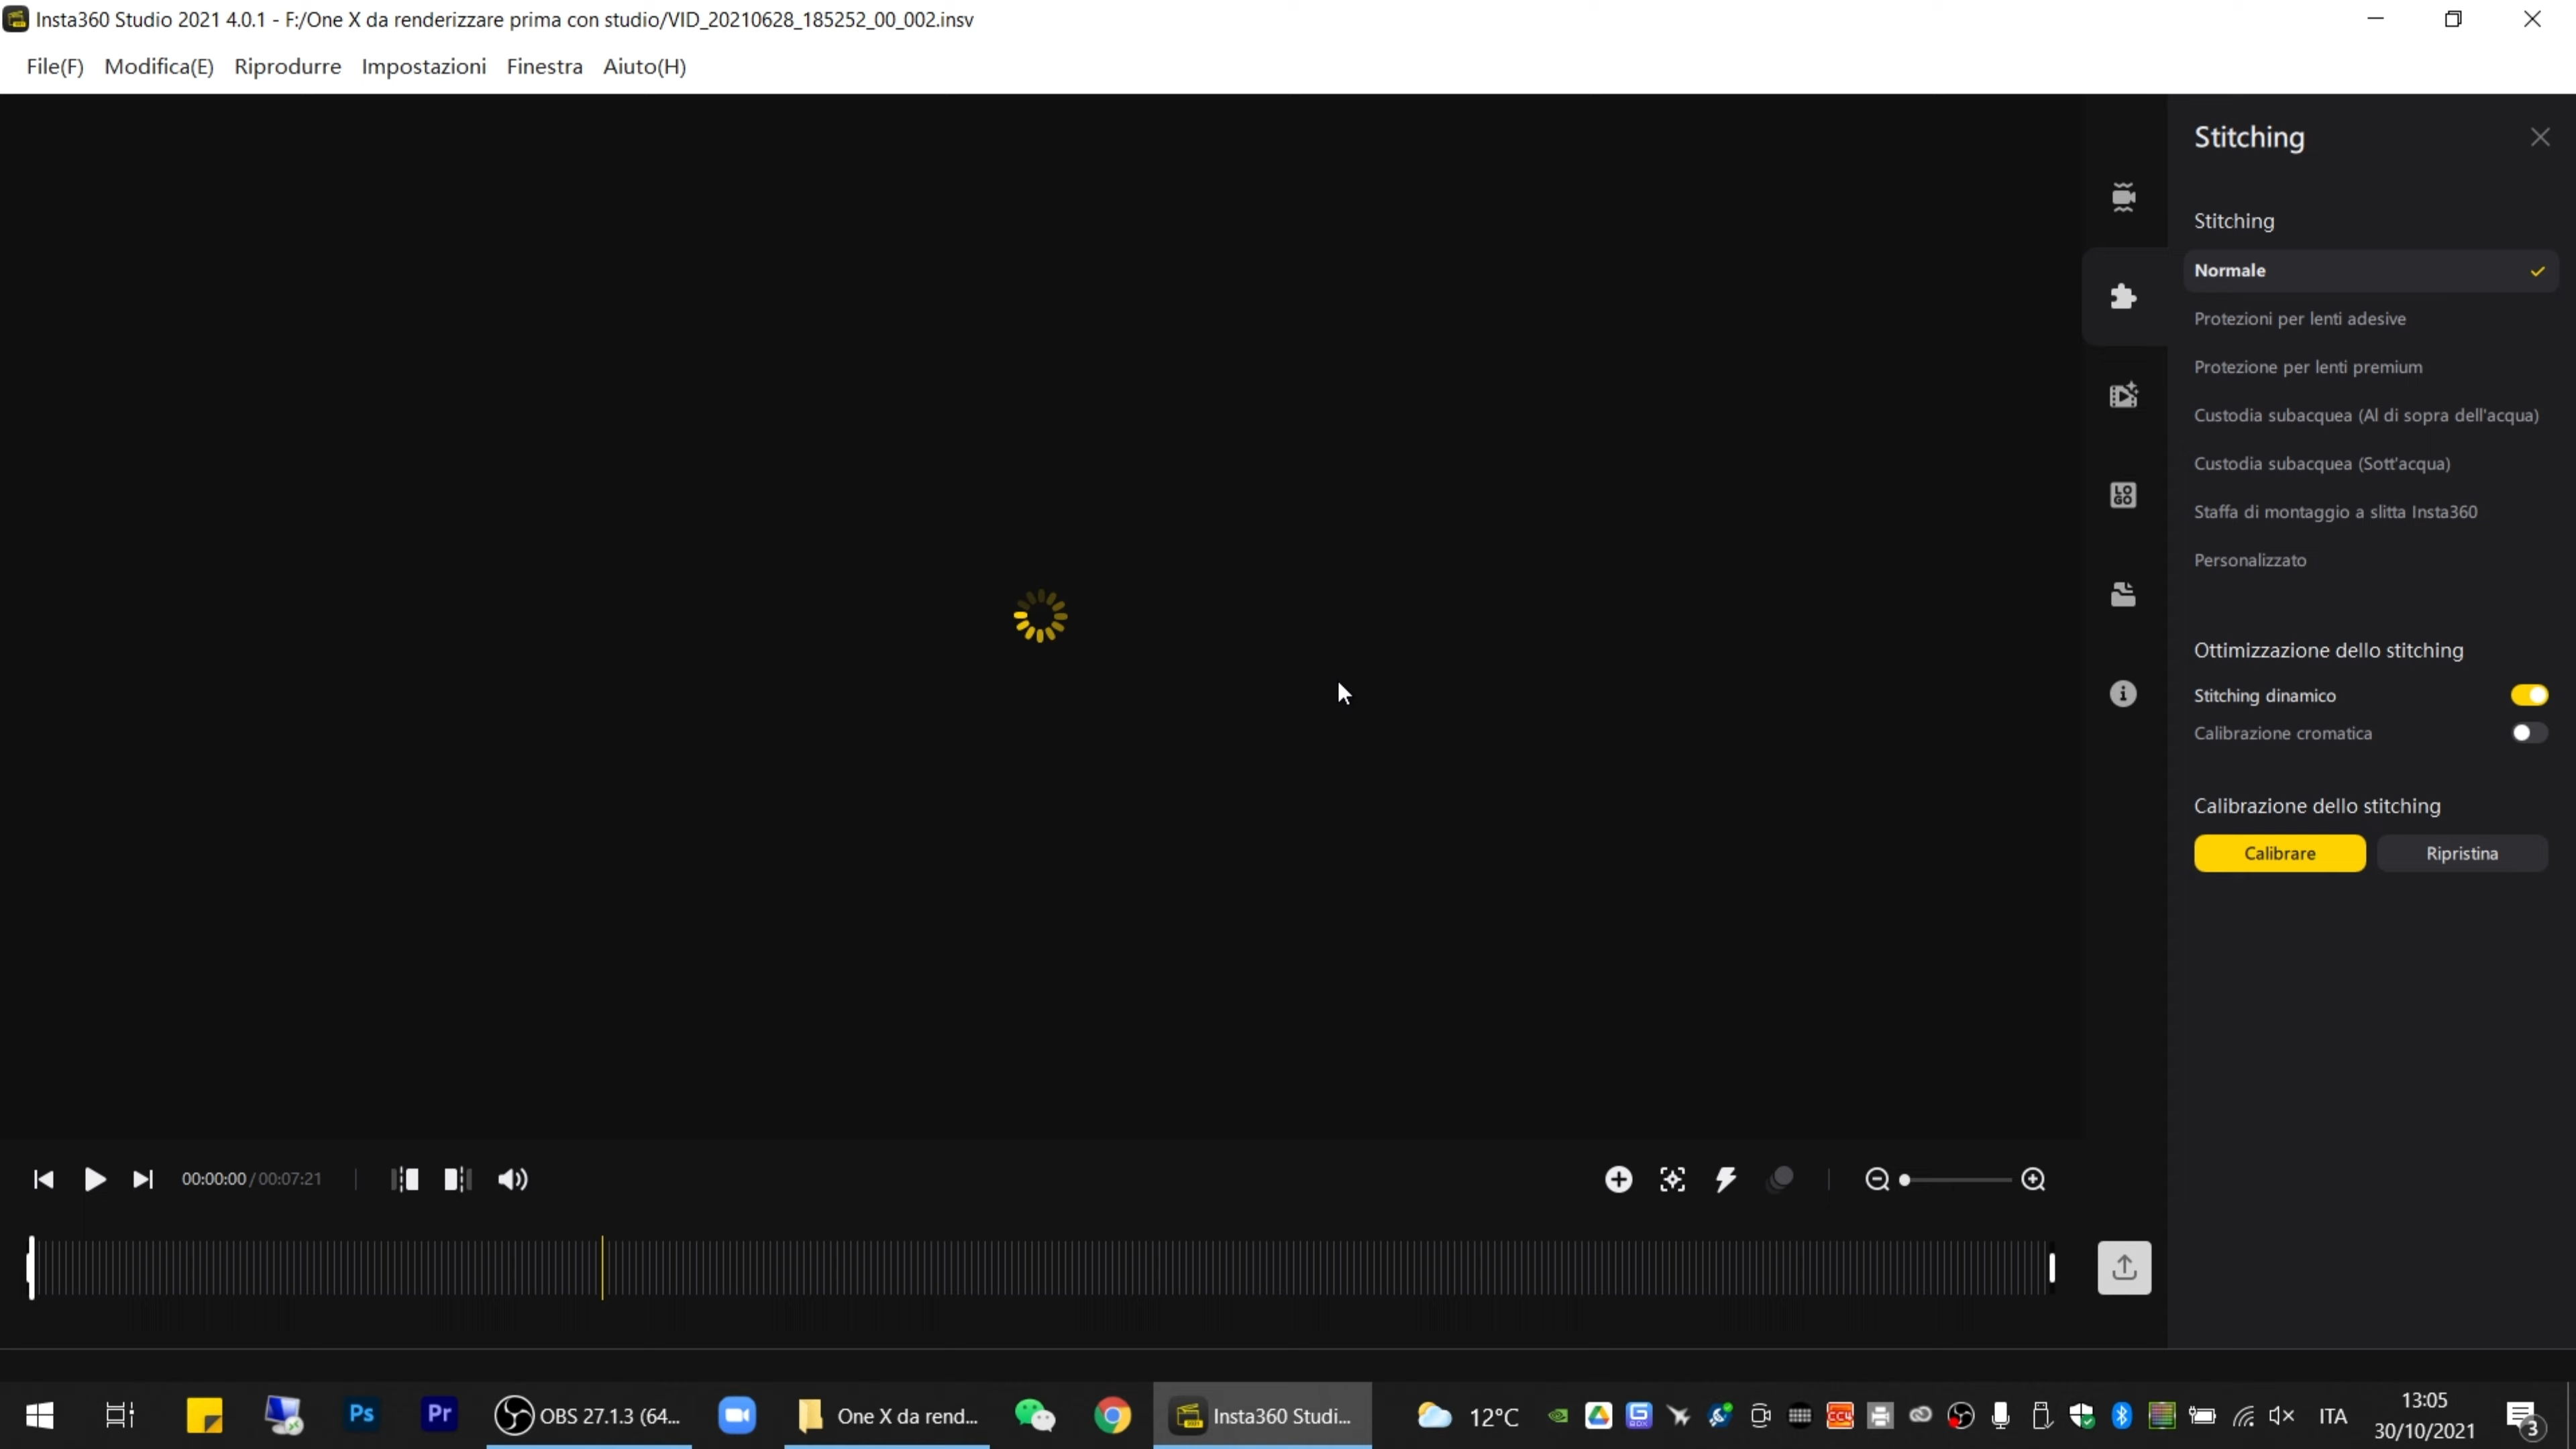 Insta360 Studio 2021 4.0.1 - F:/One X da renderizzare prima con studio/VID_20210628_185252_00_002.insv
File(F) Modifica(E) Riprodurre Impostazioni Finestra Aiuto(H)
Stitching
Stitching
Normale
Protezioni per lenti adesive
Protezione per lenti premium
Custodia subacquea (Al di sopra dell'acqua)
Custodia subacquea (Sott'acqua)
Staffa di montaggio a slitta Insta360
Personalizzato
LOGO
Ottimizzazione dello stitching
Stitching dinamico
Calibrazione cromatica
Calibrazione dello stitching
Calibrare Ripristina
00:00:00 / 00:07:21
Ps Pr OBS 27.1.3 (64... One X da rend... Insta360 Studi... 12°C ITA 13:05
30/10/2021 3